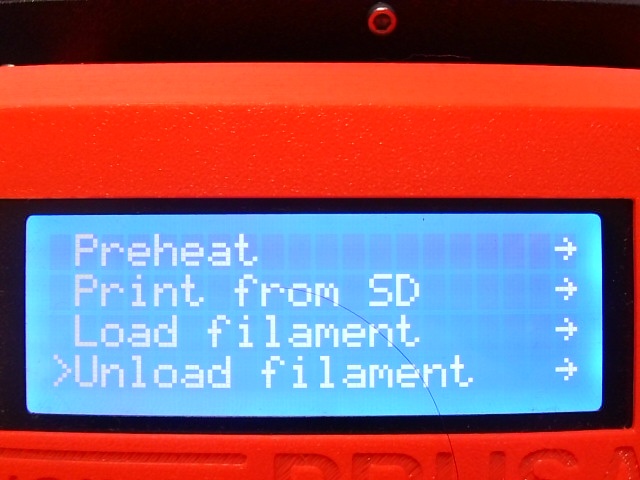 Preheat →
Print from SD →
Load filament →
>Unload filament →